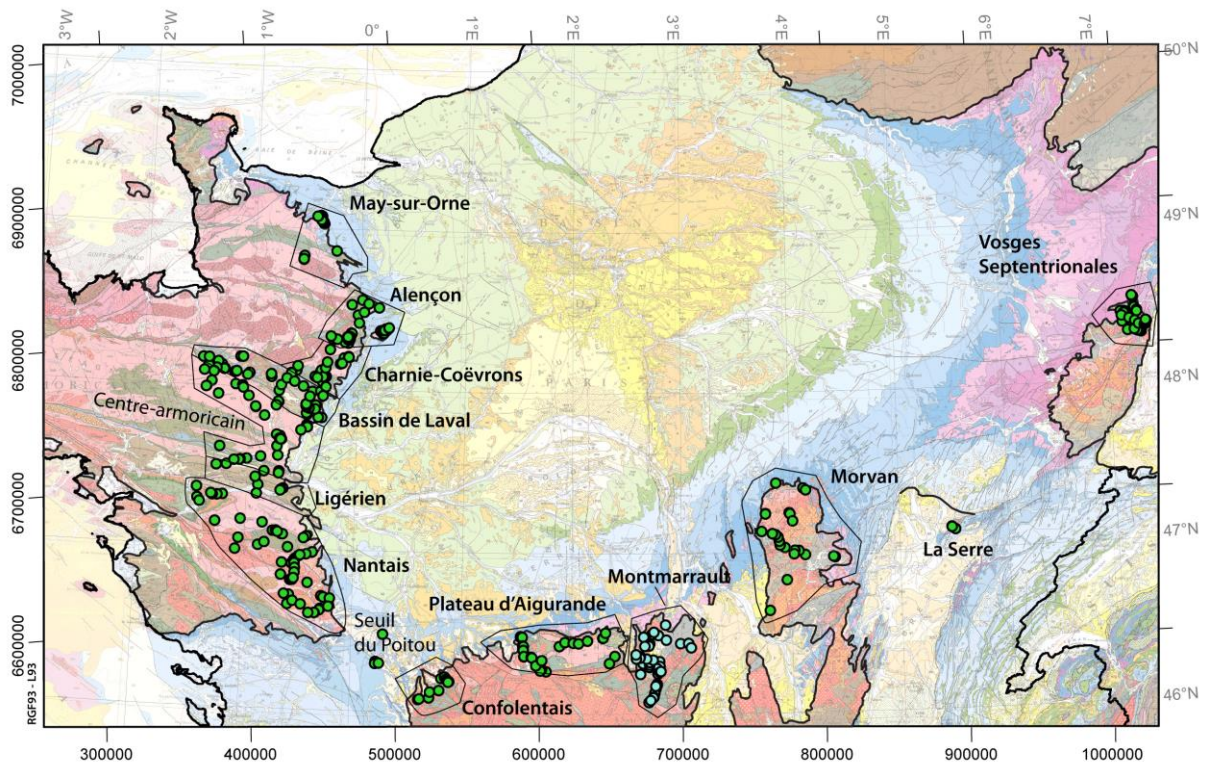 3°W 2°W 1°W 0° 1°E 2°E 3°E 4°E 5°E 6°E 7°E
50°N
7000000
49°N
6900000
May-sur-Orne
Vosges
Septentrionales
Alençon
6800000
48°N
Charnie-Coëvrons
Centre-armoricain
Bassin de Laval
Morvan
Ligérien
6700000
47°N
La Serre
Nantais
Montmarrault
Plateau d'Aigurande
Seuil
du Poitou
6600000
46°N
Confolentais
RGF93 - L93
300000 400000 500000 600000 700000 800000 900000 1000000